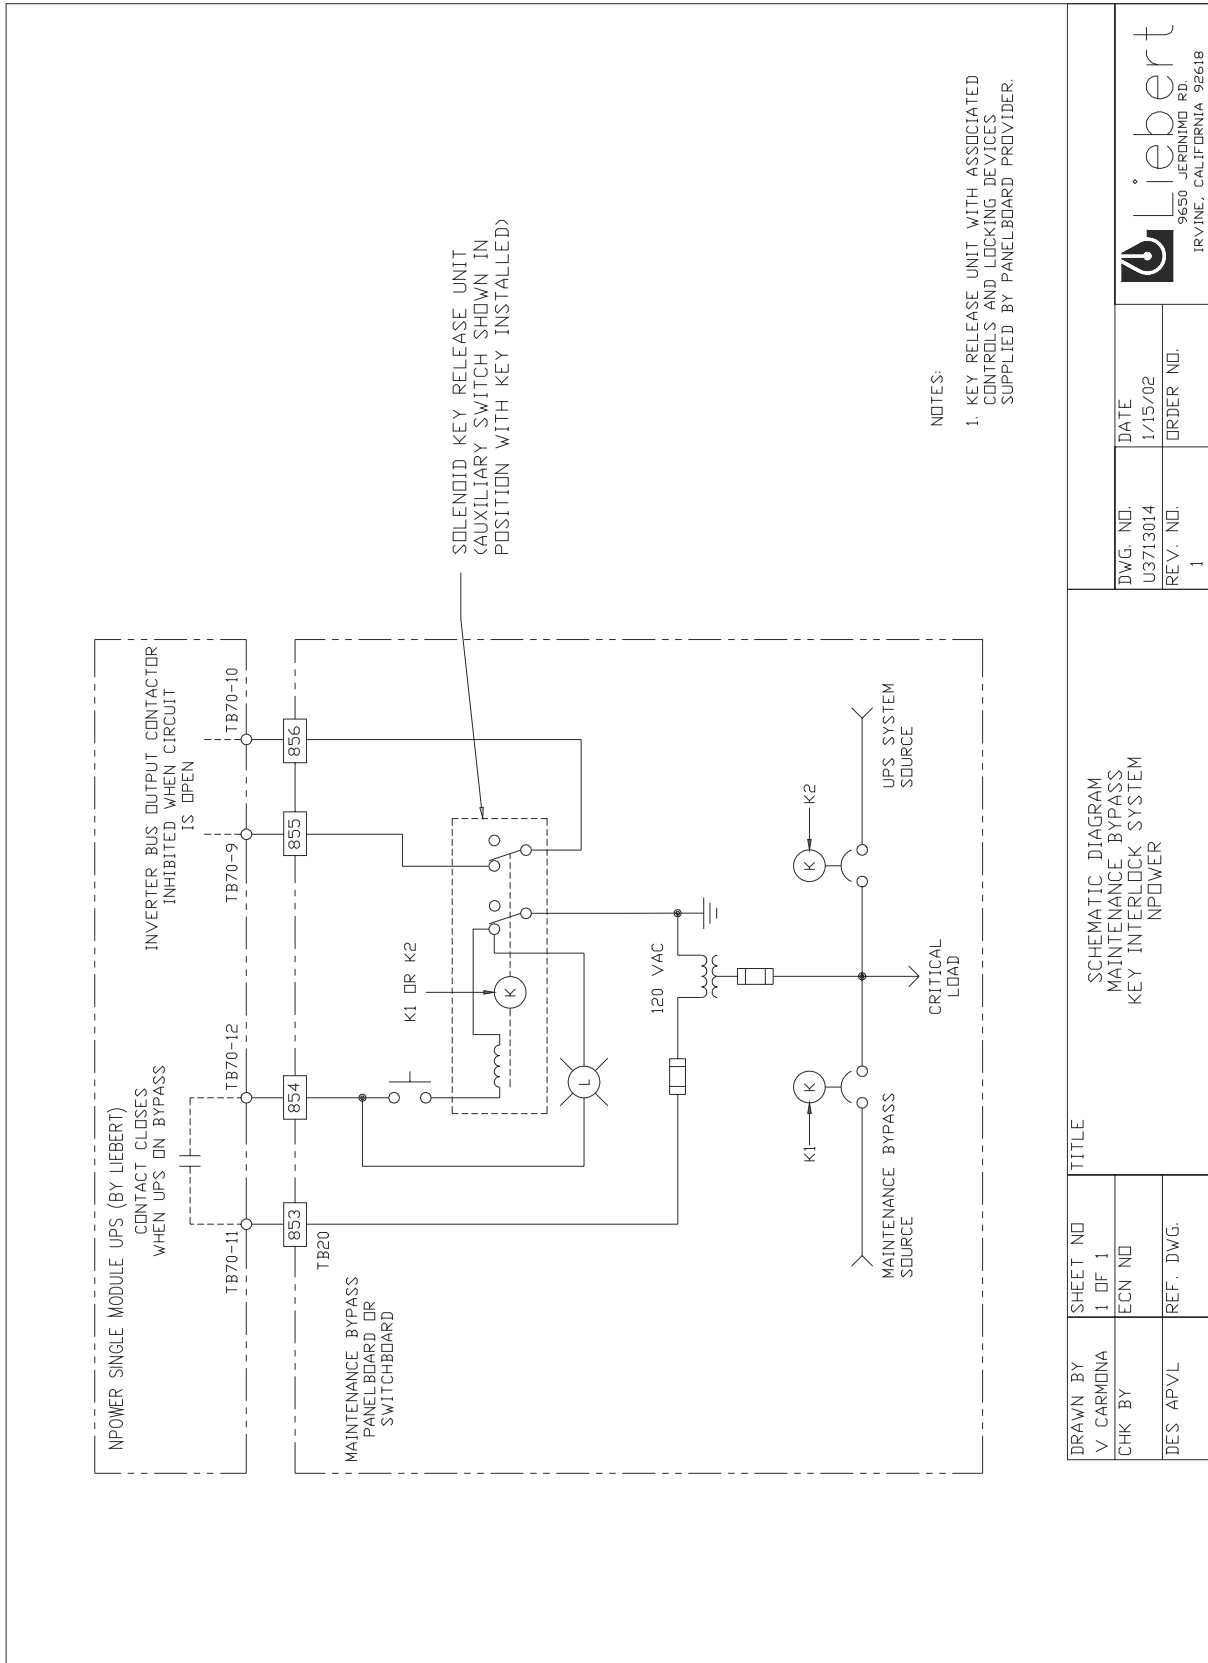 NPOWER SINGLE MODULE UPS (BY LIEBERT)
CONTACT CLOSES
WHEN UPS ON BYPASS
INVERTER BUS OUTPUT CONTACTOR
INHIBITED WHEN CIRCUIT
IS OPEN
TB70-11
TB70-12
TB70-9
TB70-10
853
854
855
856
TB20
MAINTENANCE BYPASS
PANELBOARD OR
SWITCHBOARD
K1 OR K2
K
L
SOLENOID KEY RELEASE UNIT
(AUXILIARY SWITCH SHOWN IN
POSITION WITH KEY INSTALLED)
120 VAC
K1
K
K
K2
MAINTENANCE BYPASS
SOURCE
CRITICAL
LOAD
UPS SYSTEM
SOURCE
NOTES:
1. KEY RELEASE UNIT WITH ASSOCIATED
CONTROLS AND LOCKING DEVICES
SUPPLIED BY PANELBOARD PROVIDER.
DRAWN BY
V CARMONA
CHK BY
DES APVL
SHEET NO
1 OF 1
ECN NO
REF. DWG.
TITLE
SCHEMATIC DIAGRAM
MAINTENANCE BYPASS
KEY INTERLOCK SYSTEM
NPOWER
DWG. NO.
U3713014
REV. NO.
1
DATE
1/15/02
ORDER NO.
Liebert
9650 JERONIMO RD.
IRVINE, CALIFORNIA 92618